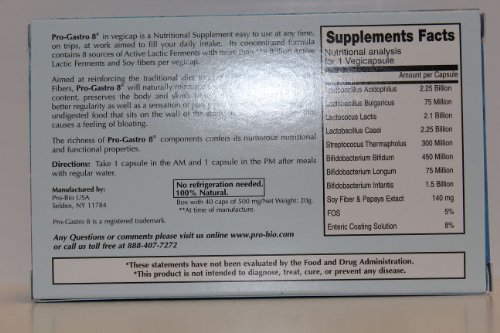 Pro-Gastro 8® in vegicap is a Nutritional Supplement easy to use at any time,
on trips, at work aimed to fill your daily intake. Its concentrated formula
contains 8 sources of Active Lactic Ferments with more than 9 Billion Active
Lactic Ferments and Soy fibers per vegicap.
Aimed at reinforcing the traditional diet
Fibers, Pro-Gastro 8® will naturally reinforce
content, preserves the body and skin's
better regularity as well as a sensation of
undigested food that sits on the wall of the
causes a feeling of bloating.
The richness of Pro-Gastro 8® components confers its numerous nutritional
and functional properties.
Directions: Take 1 capsule in the AM and 1 capsule in the PM after meals
with regular water.
Manufactured by:
Pro-Bio USA
Selden, NY 11784
No refrigeration needed.
100% Natural.
Box with 40 caps of 500 mg/Net Weight: 20g.
**At time of manufacture.
Pro-Gastro 8® is a registered trademark.
Any Questions or comments please visit us online www.pro-bio.com
or call us toll free at 888-407-7272
Supplements Facts
Nutritional analysis
for 1 Vegicapsule
Amount per Capsule
Lactobacillus Acidophilus 2.25 Billion
Lactobacillus Bulgaricus 75 Million
Lactococcus Lactis 2.1 Billion
Lactobacillus Casei 2.25 Billion
Streptococcus Thermophilus 300 Million
Bifidobacterium Bifidum 450 Million
Bifidobacterium Longum 75 Million
Bifidobacterium Infantis 1.5 Billion
Soy Fiber & Papaya Extract 140 mg
FOS 5%
Enteric Coating Solution 8%
*These statements have not been evaluated by the Food and Drug Administration.
*This product is not intended to diagnose, treat, cure, or prevent any disease.